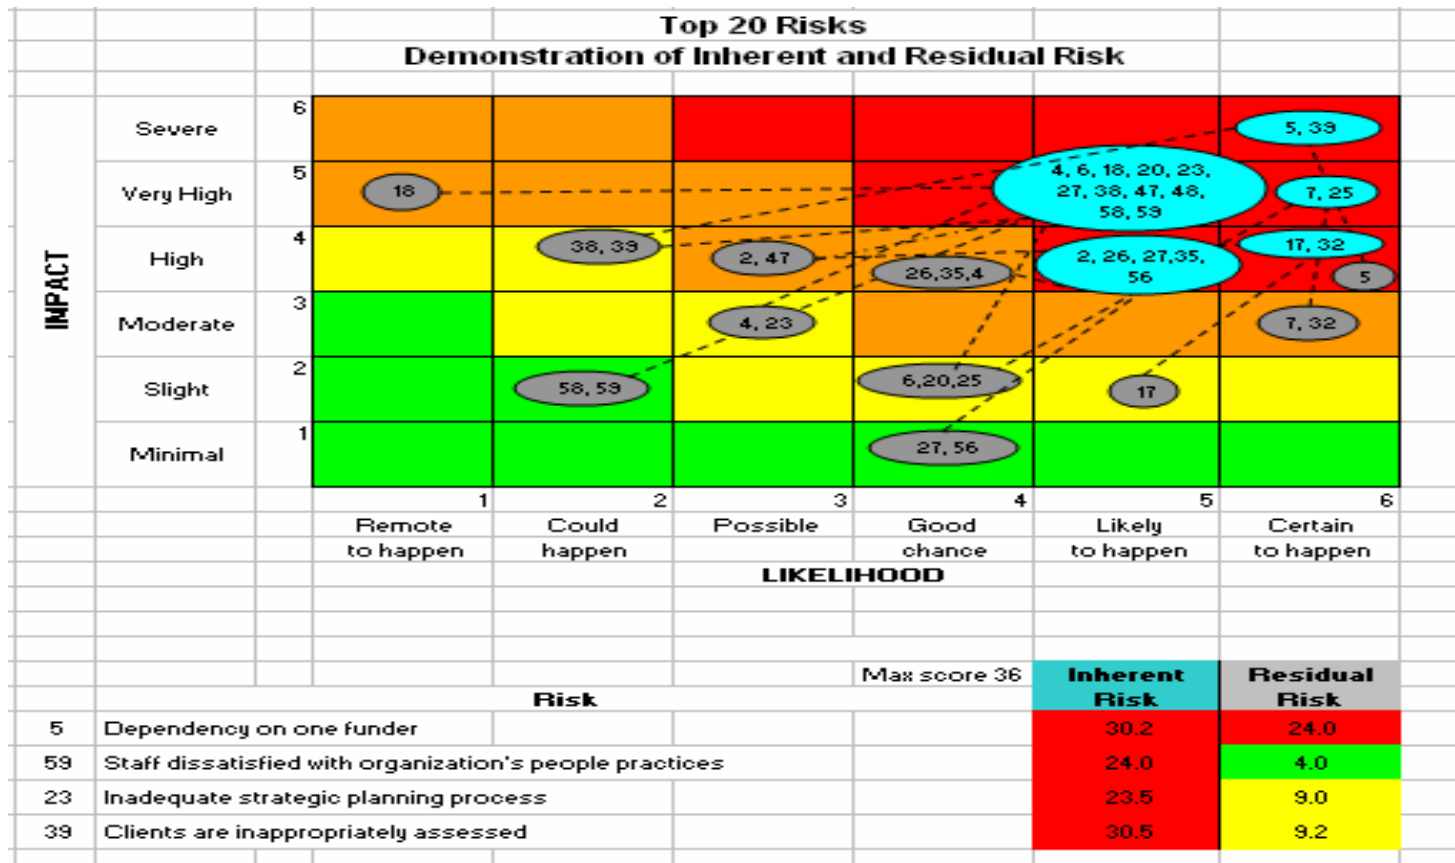 Top 20 Risks
Demonstration of Inherent and Residual Risk
IMPACT
6
Severe
5, 39
5
Very High
18
4, 6, 18, 20, 23,
27, 38, 47, 48,
58, 59
7, 25
4
High
38, 39
2, 47
26,35,4
2, 26, 27,35,
56
17, 32
5
3
Moderate
4, 23
7, 32
2
Slight
58, 59
6,20,25
17
1
Minimal
27, 56
1 2 3 4 5 6
Remote Could Possible Good Likely Certain
to happen happen chance to happen to happen
LIKELIHOOD
Max score 36 Inherent Residual
Risk Risk Risk
5 Dependency on one funder 30.2 24.0
59 Staff dissatisfied with organization's people practices 24.0 4.0
23 Inadequate strategic planning process 23.5 9.0
39 Clients are inappropriately assessed 30.5 9.2